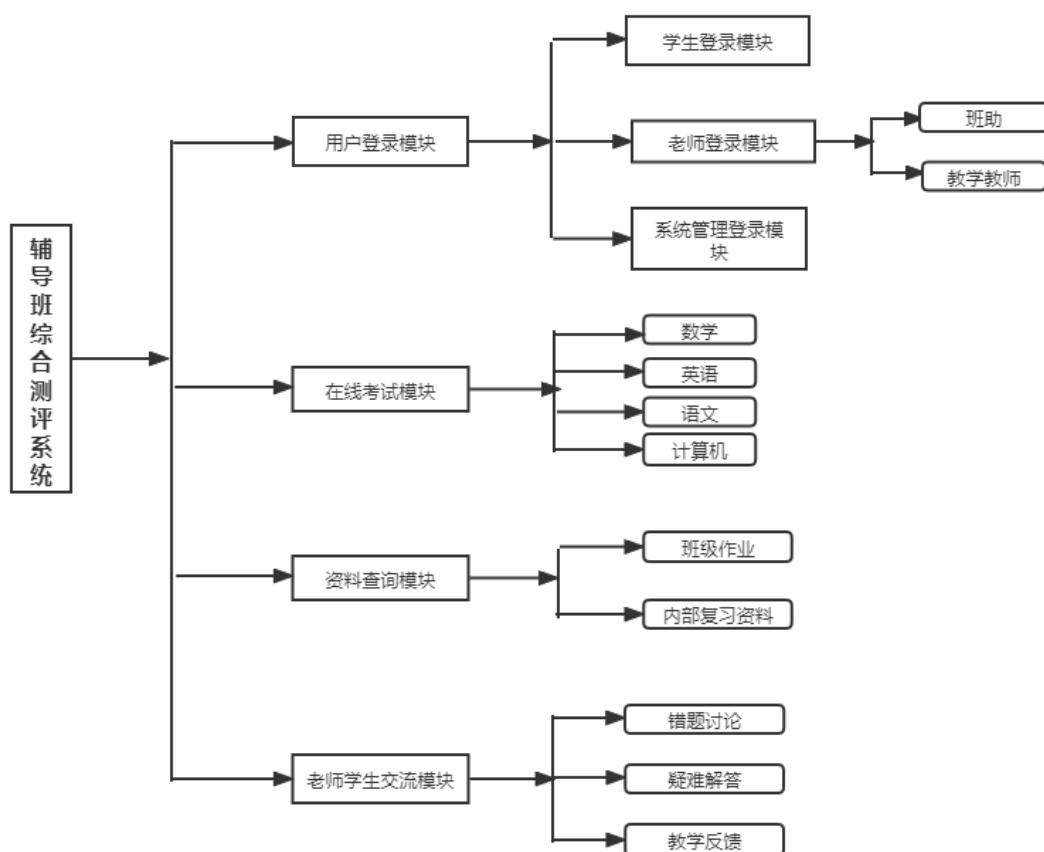 辅导班综合测评系统
用户登录模块
学生登录模块
老师登录模块
班助
教学教师
系统管理登录模
块
在线考试模块
数学
英语
语文
计算机
资料查询模块
班级作业
内部复习资料
老师学生交流模块
错题讨论
疑难解答
教学反馈